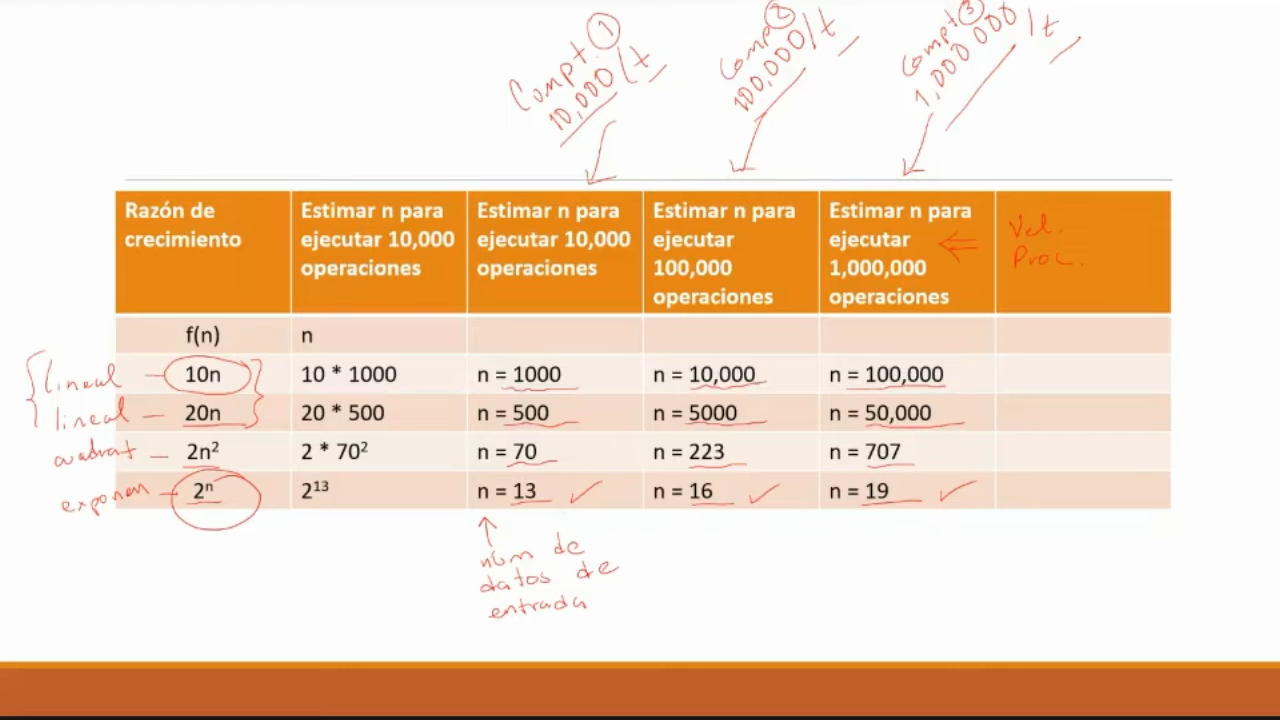 Compt. 1
10,000/t
Comp 2
100,000/t
Compt 3
1,000 000/t
Razón de
crecimiento
Estimar n para
ejecutar 10,000
operaciones
Estimar n para
ejecutar 10,000
operaciones
Estimar n para
ejecutar
100,000
operaciones
Estimar n para
ejecutar
1,000,000
operaciones
Vel.
Proc.
f(n) n
lineal 10n 10 * 1000 n = 1000 n = 10,000 n = 100,000
lineal 20n 20 * 500 n = 500 n = 5000 n = 50,000
cuadrat 2n² 2 * 70² n = 70 n = 223 n = 707
exponen 2ⁿ 2¹³ n = 13 n = 16 n = 19
núm de
datos de
entrada